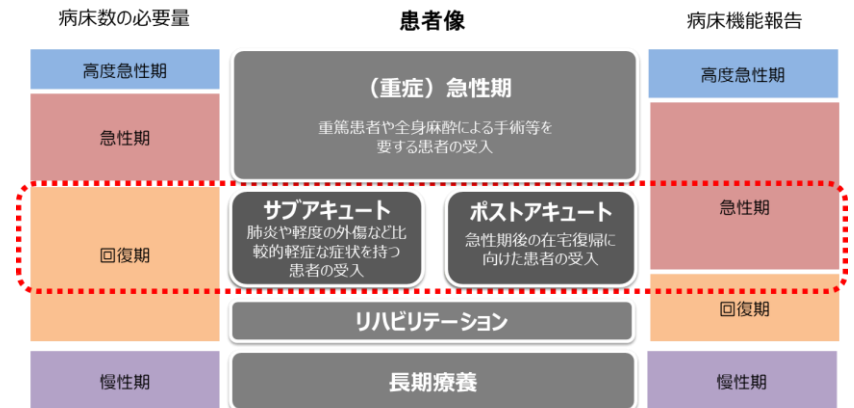 病床数の必要量
患者像
病床機能報告
高度急性期
急性期
回復期
慢性期
（重症）急性期
重篤患者や全身麻酔による手術等を
要する患者の受入
サブアキュート
肺炎や軽度の外傷など比
較的軽症な症状を持つ
患者の受入
ポストアキュート
急性期後の在宅復帰に
向けた患者の受入
リハビリテーション
長期療養
高度急性期
急性期
回復期
慢性期